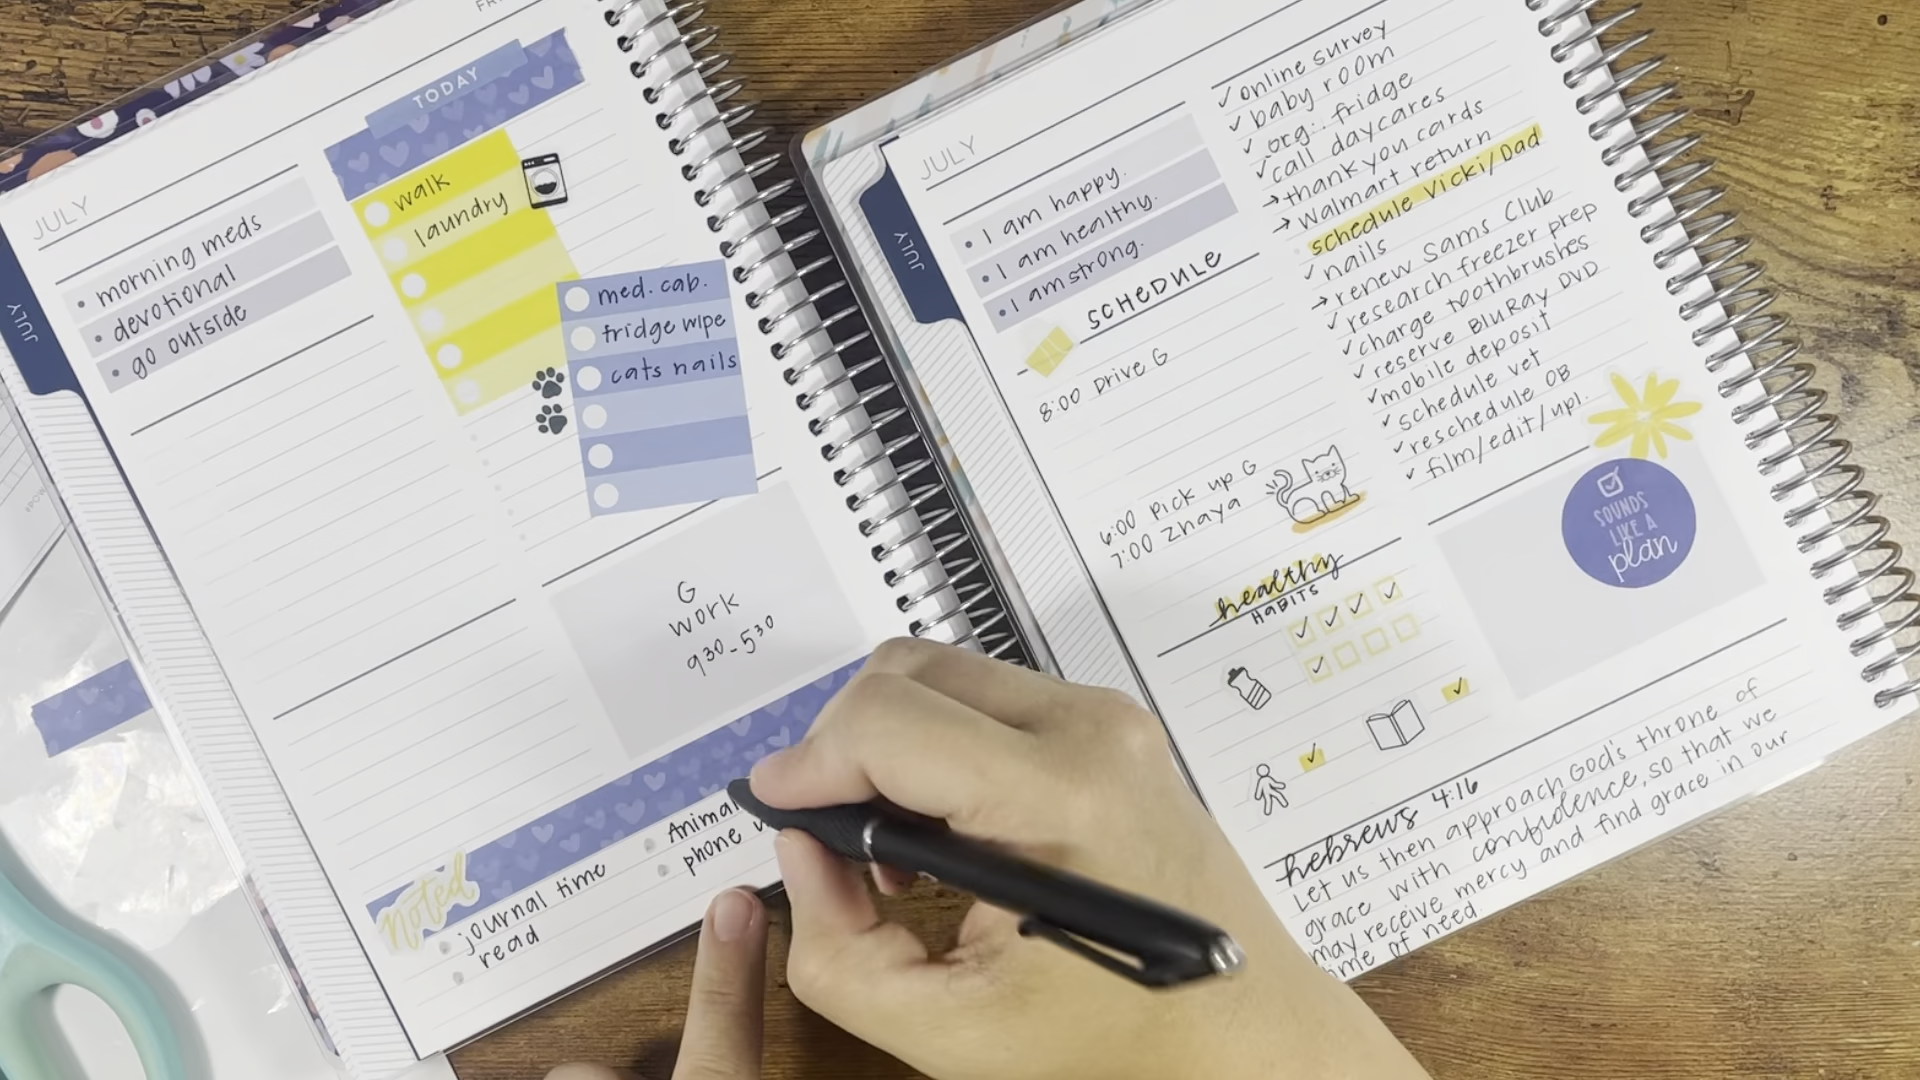 JULY
JULY
• morning meds
• devotional
• go outside
TODAY
walk
laundry
med. cab.
fridge wipe
cats nails
G
work
9³⁰-5³⁰
noted
journal time
read
Animal
phone
JULY
JULY
• I am happy.
• I am healthy.
• I am strong.
SCHEDULE
8:00 Drive G
6:00 pick up G
7:00 Zhaya
healthy
HABITS
✓ online survey
✓ baby room
✓ org. fridge
✓ call daycares
→ thank you cards
→ Walmart return
schedule Vicki/Dad
✓ nails
→ renew Sams Club
✓ research freezer prep
✓ charge toothbrushes
✓ reserve BluRay DVD
✓ mobile deposit
✓ schedule vet
✓ reschedule OB
✓ film/edit/upl.
SOUNDS
LIKE A
plan
hebrews 4:16
Let us then approach God's throne of
grace with confidence, so that we
may receive mercy and find grace in our
time of need